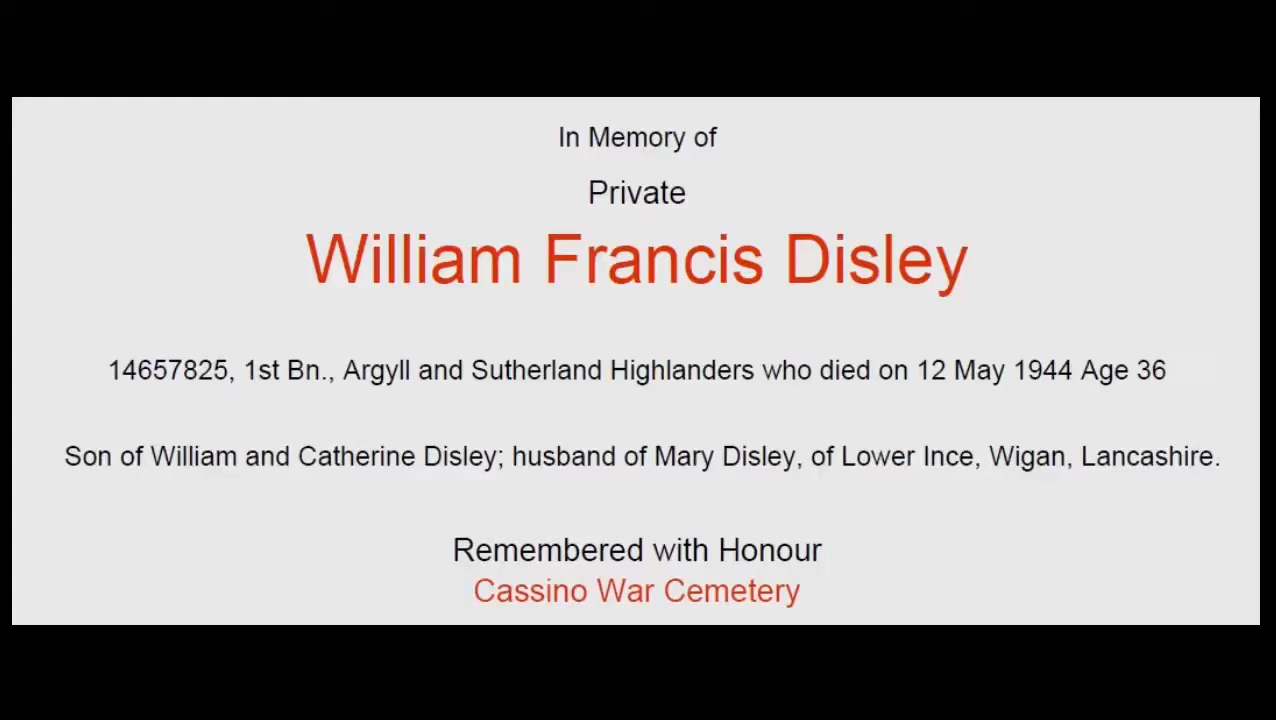 In Memory of
Private
William Francis Disley
14657825, 1st Bn., Argyll and Sutherland Highlanders who died on 12 May 1944 Age 36
Son of William and Catherine Disley; husband of Mary Disley, of Lower Ince, Wigan, Lancashire.
Remembered with Honour
Cassino War Cemetery